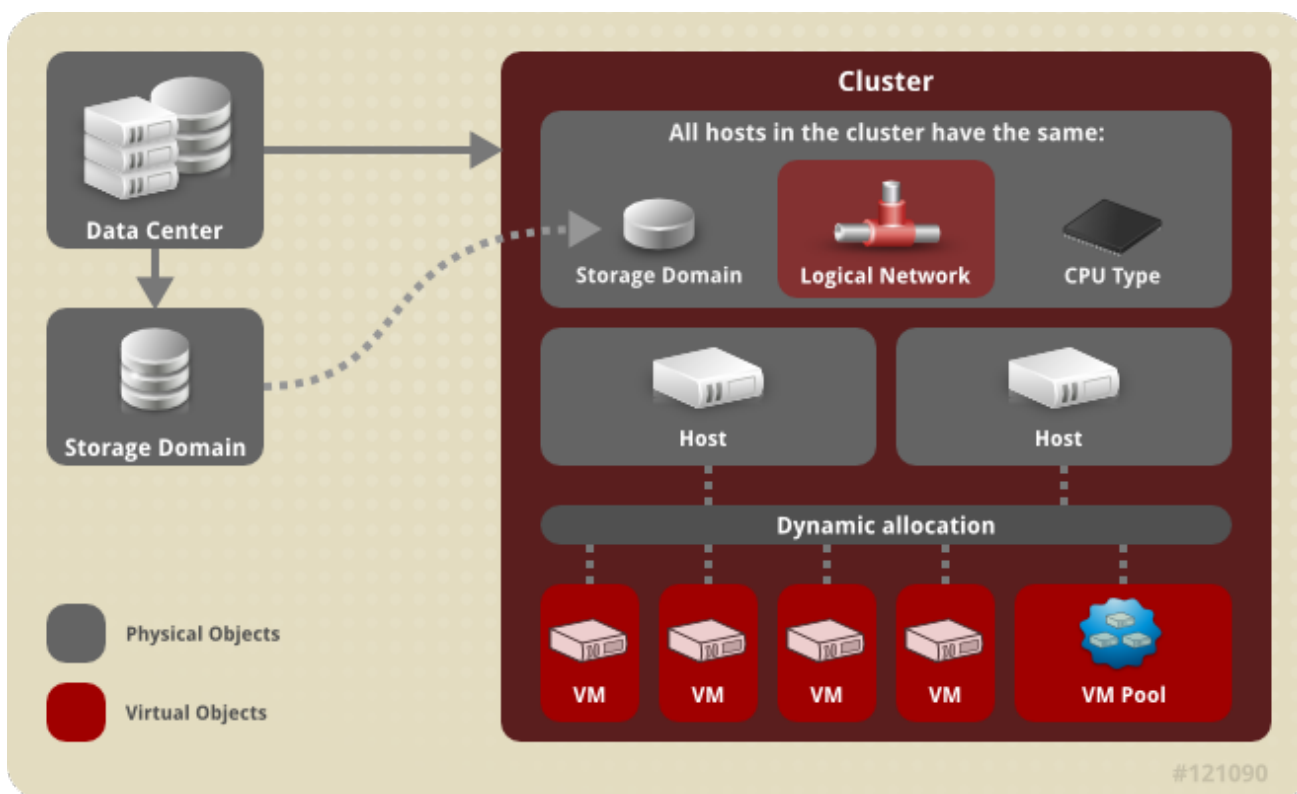 Data Center
Storage Domain
Cluster
All hosts in the cluster have the same:
Storage Domain
Logical Network
CPU Type
Host
Host
Dynamic allocation
VM
VM
VM
VM
VM Pool
Physical Objects
Virtual Objects
#121090